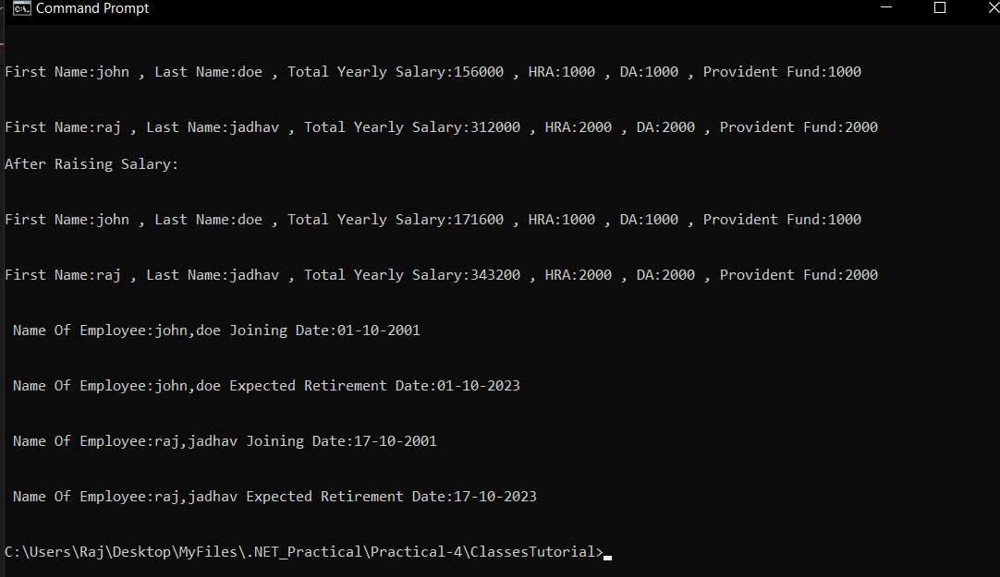 Command Prompt
First Name:john , Last Name:doe , Total Yearly Salary:156000 , HRA:1000 , DA:1000 , Provident Fund:1000
First Name:raj , Last Name:jadhav , Total Yearly Salary:312000 , HRA:2000 , DA:2000 , Provident Fund:2000
After Raising Salary:
First Name:john , Last Name:doe , Total Yearly Salary:171600 , HRA:1000 , DA:1000 , Provident Fund:1000
First Name:raj , Last Name:jadhav , Total Yearly Salary:343200 , HRA:2000 , DA:2000 , Provident Fund:2000
Name Of Employee:john,doe Joining Date:01-10-2001
Name Of Employee:john,doe Expected Retirement Date:01-10-2023
Name Of Employee:raj,jadhav Joining Date:17-10-2001
Name Of Employee:raj,jadhav Expected Retirement Date:17-10-2023
C:\Users\Raj\Desktop\MyFiles\.NET_Practical\Practical-4\ClassesTutorial>